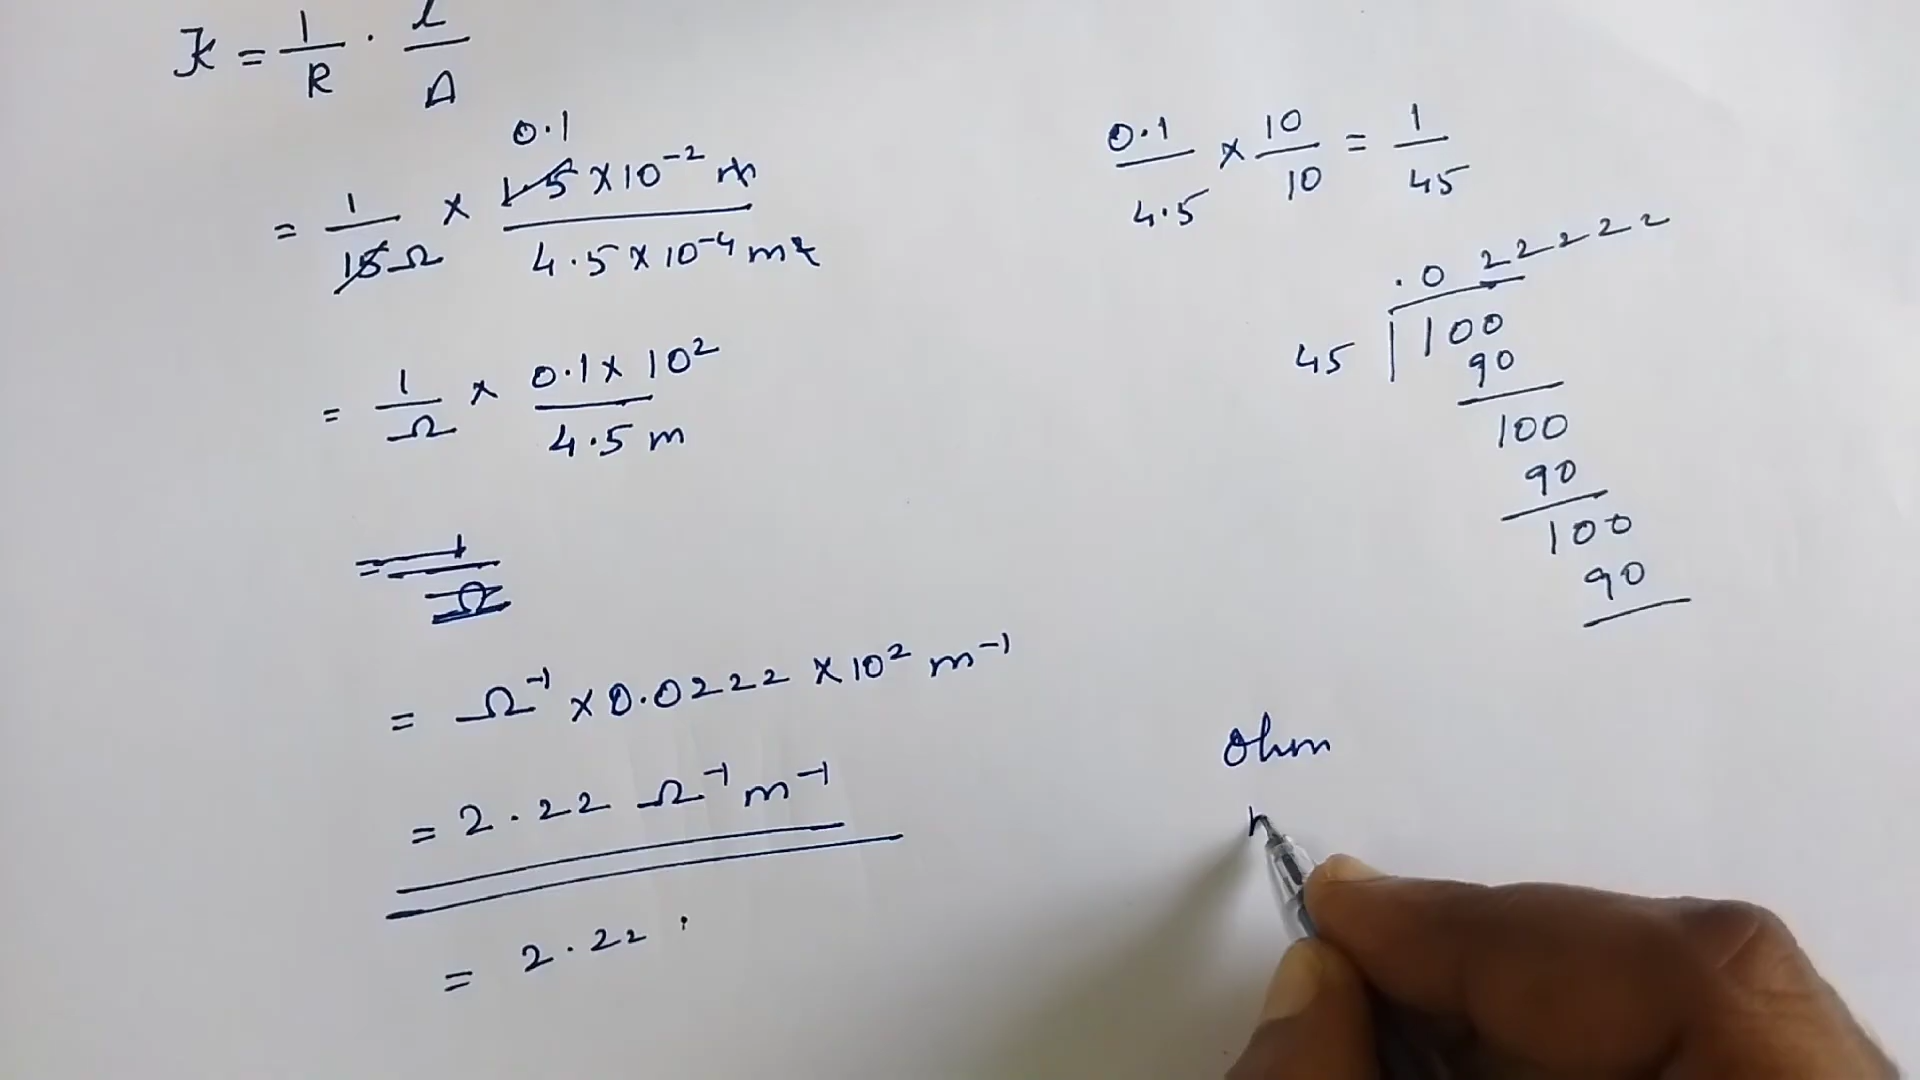 K = 1/R · l/A
0.1
= 1/15Ω × 1.5 × 10⁻² m / 4.5 × 10⁻⁴ m²
= 1/Ω × 0.1 × 10² / 4.5 m
= 1/Ω
= Ω⁻¹ × 0.0222 × 10² m⁻¹
= 2.22 Ω⁻¹ m⁻¹
= 2.22
0.1/4.5 × 10/10 = 1/45
.022222
45 100
90
100
90
100
90
Ohm